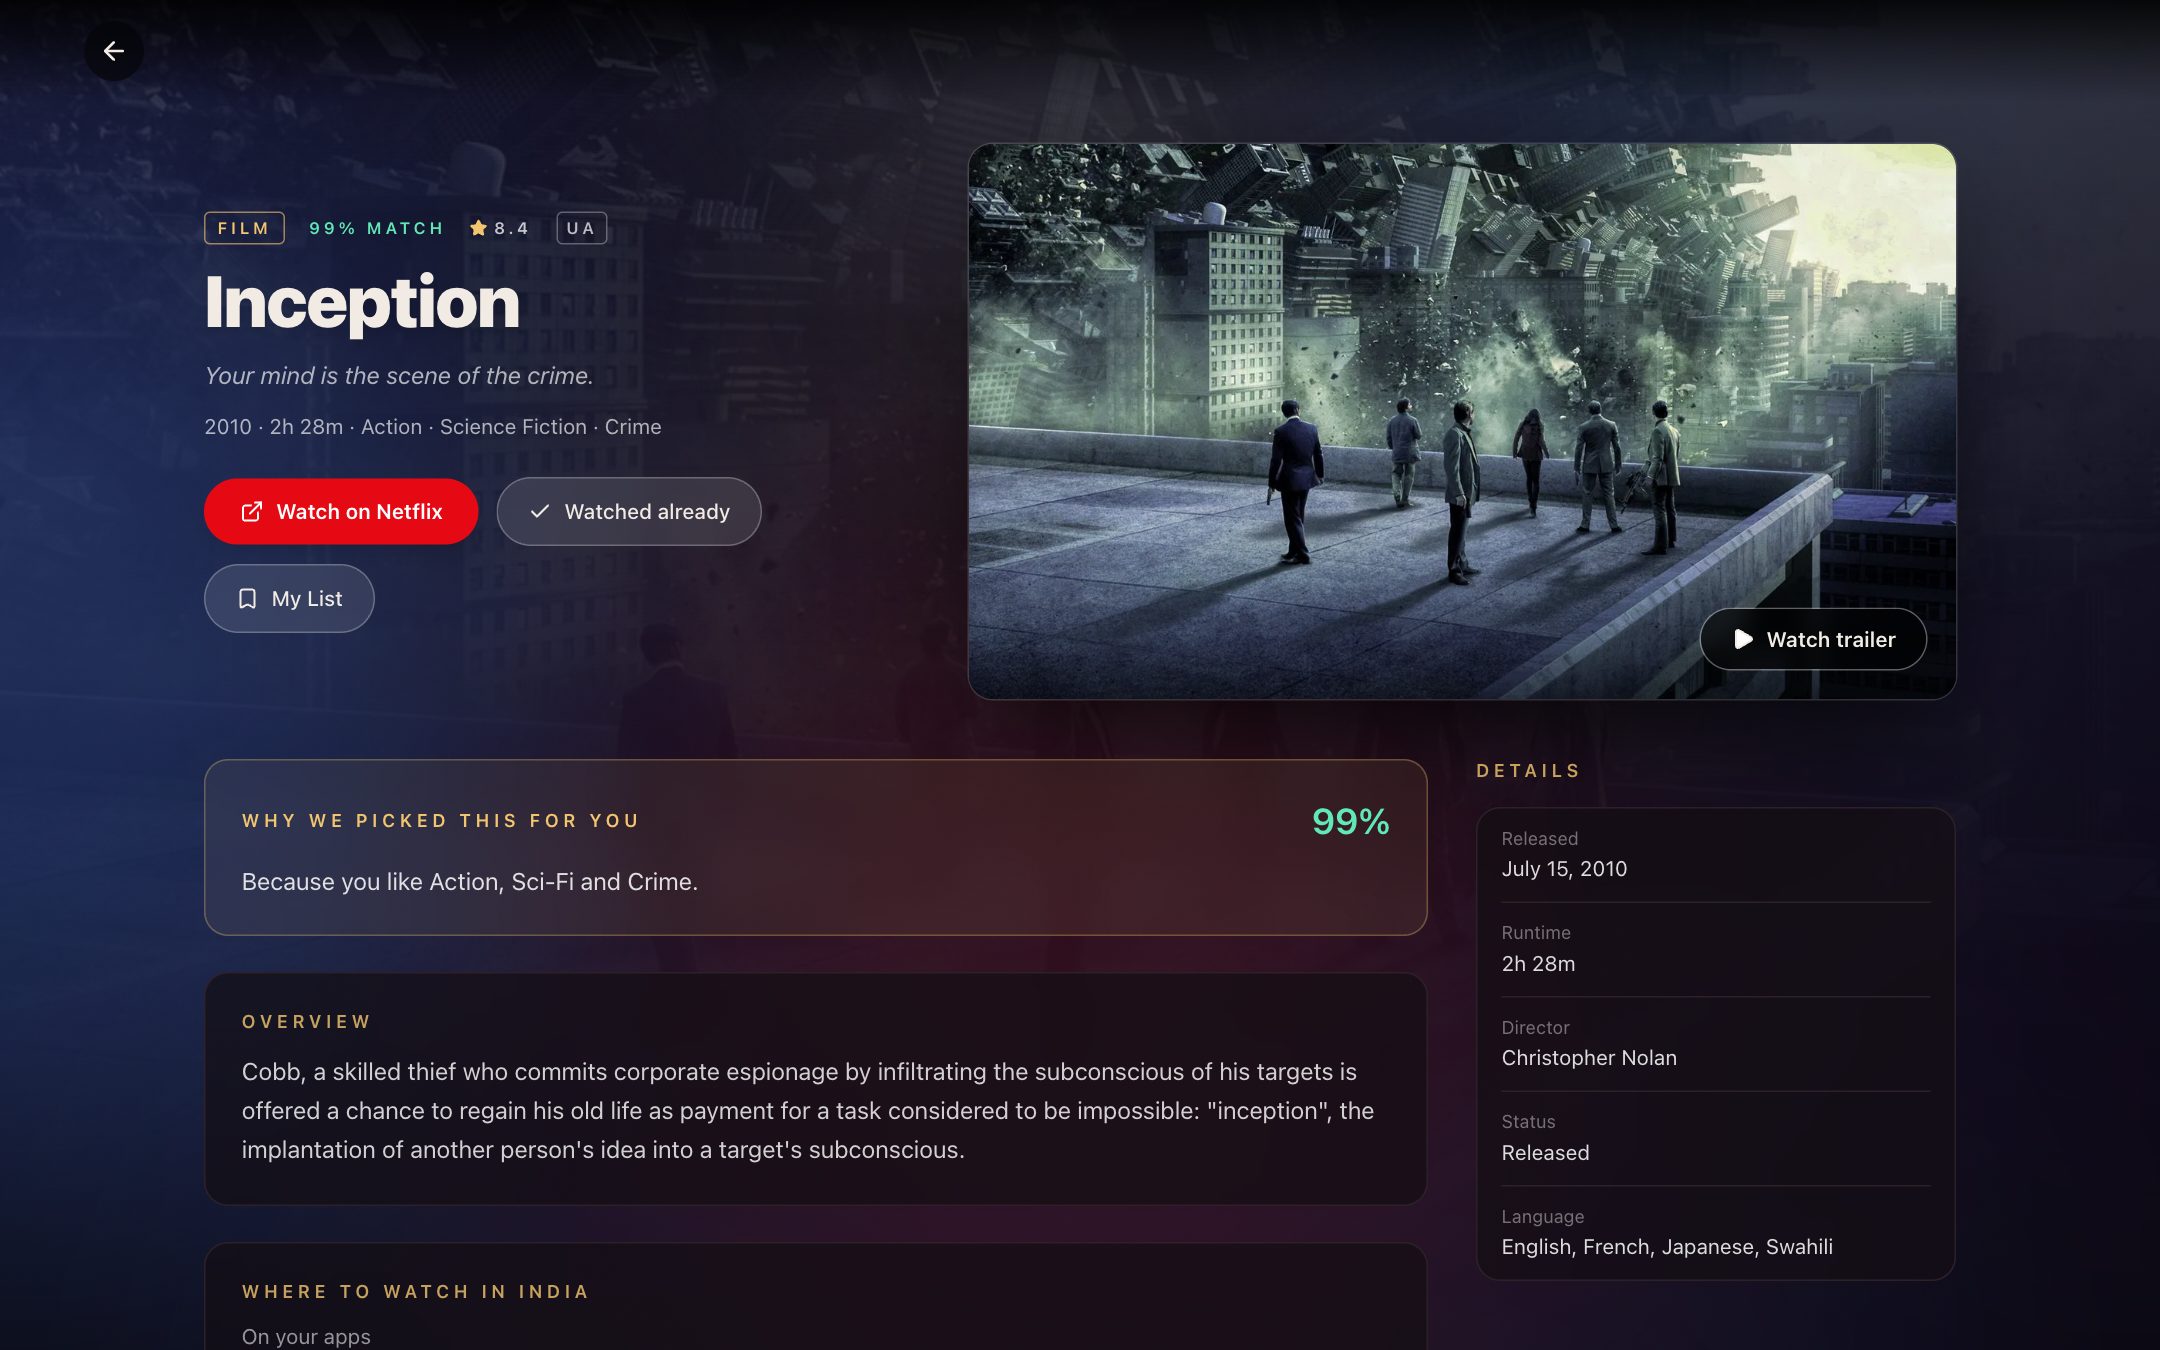 FILM 99% MATCH 8.4 UA
Inception
Your mind is the scene of the crime.
2010 · 2h 28m · Action · Science Fiction · Crime
Watch on Netflix
Watched already
My List
Watch trailer
WHY WE PICKED THIS FOR YOU
99%
Because you like Action, Sci-Fi and Crime.
OVERVIEW
Cobb, a skilled thief who commits corporate espionage by infiltrating the subconscious of his targets is
offered a chance to regain his old life as payment for a task considered to be impossible: "inception", the
implantation of another person's idea into a target's subconscious.
WHERE TO WATCH IN INDIA
On your apps
DETAILS
Released
July 15, 2010
Runtime
2h 28m
Director
Christopher Nolan
Status
Released
Language
English, French, Japanese, Swahili